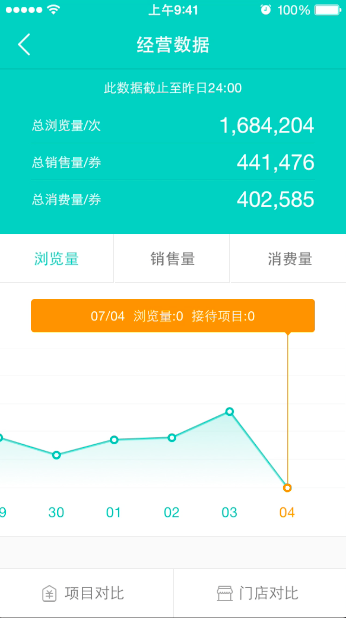 上午9:41 100%
经营数据
此数据截止至昨日24:00
总浏览量/次 1,684,204
总销售量/券 441,476
总消费量/券 402,585
浏览量 销售量 消费量
07/04 浏览量:0 接待项目:0
9 30 01 02 03 04
项目对比 门店对比